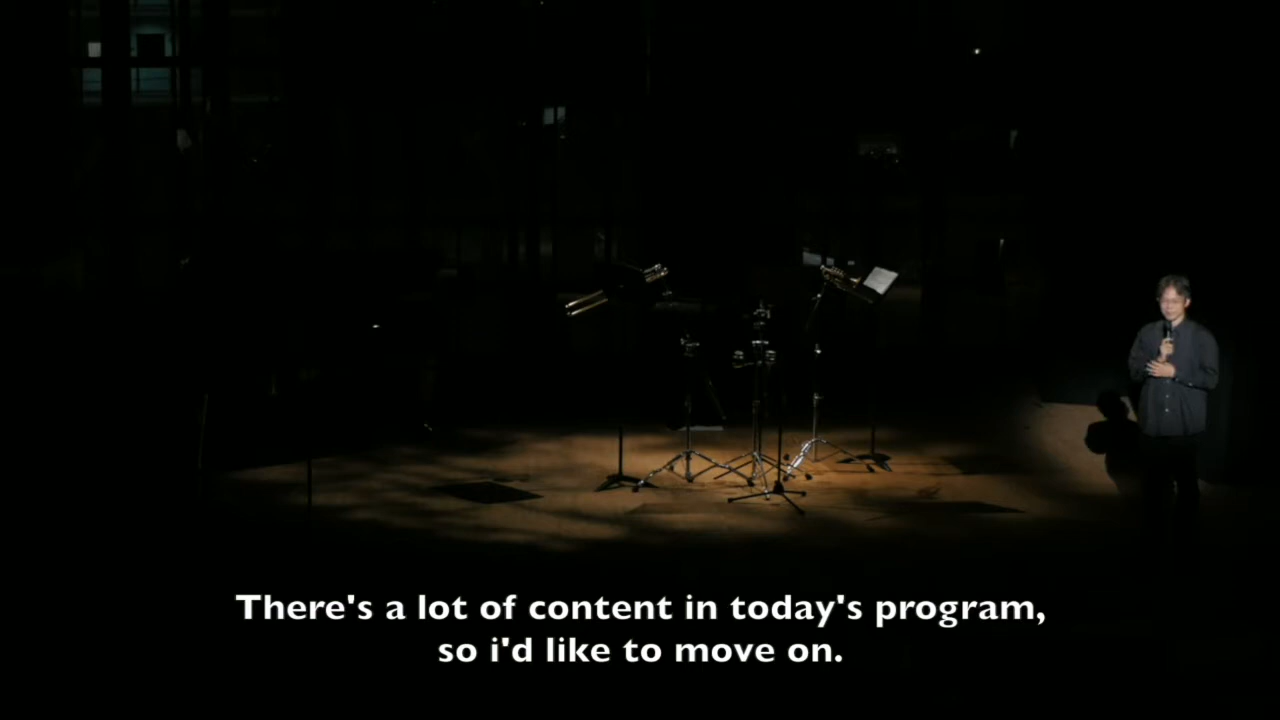 There's a lot of content in today's program,
so i'd like to move on.